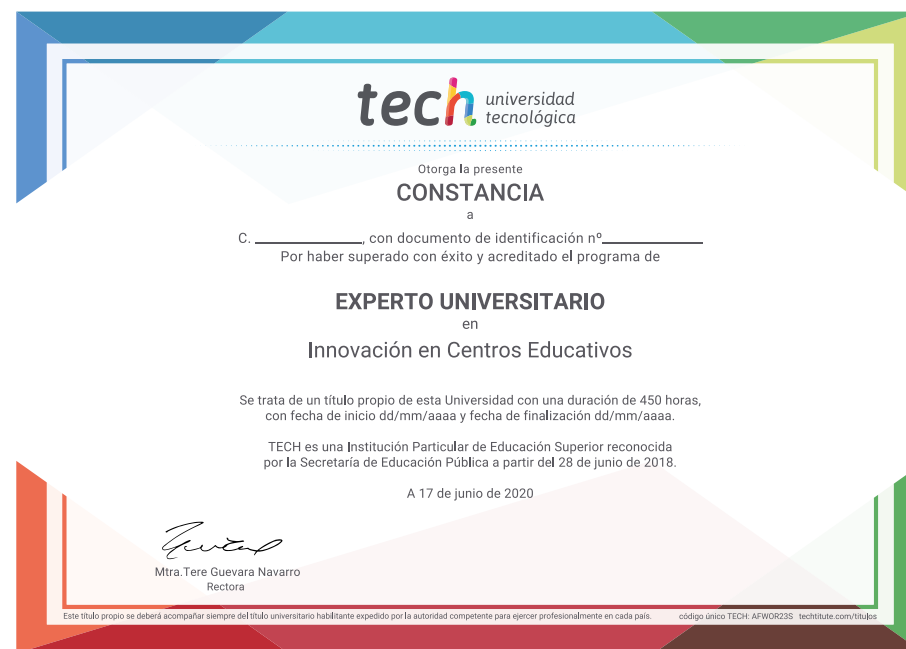 tech universidad
tecnológica
Otorga la presente
CONSTANCIA
a
C. ____________, con documento de identificación nº____________
Por haber superado con éxito y acreditado el programa de
EXPERTO UNIVERSITARIO
en
Innovación en Centros Educativos
Se trata de un título propio de esta Universidad con una duración de 450 horas,
con fecha de inicio dd/mm/aaaa y fecha de finalización dd/mm/aaaa.
TECH es una Institución Particular de Educación Superior reconocida
por la Secretaría de Educación Pública a partir del 28 de junio de 2018.
A 17 de junio de 2020
Mtra.Tere Guevara Navarro
Rectora
Este título propio se deberá acompañar siempre del título universitario habilitante expedido por la autoridad competente para ejercer profesionalmente en cada país. código único TECH: AFWOR23S techtitute.com/titulos